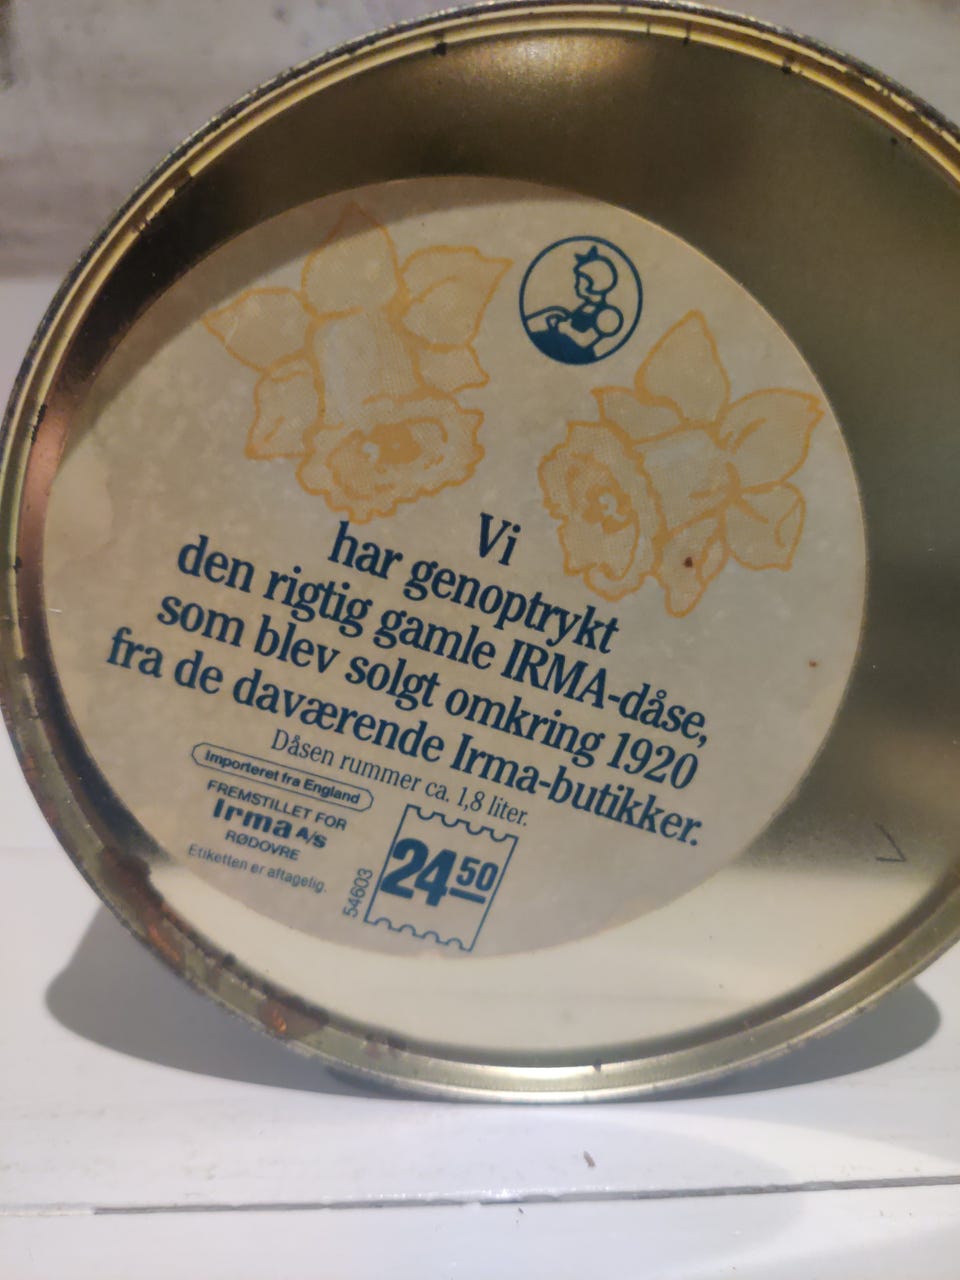 Vi
har genoptrykt
den rigtig gamle IRMA-dåse,
som blev solgt omkring 1920
fra de daværende Irma-butikker.
Dåsen rummer ca. 1,8 liter.
Importeret fra England
FREMSTILLET FOR
Irma A/S
RØDOVRE
Etiketten er aftagelig.
54603
24 50